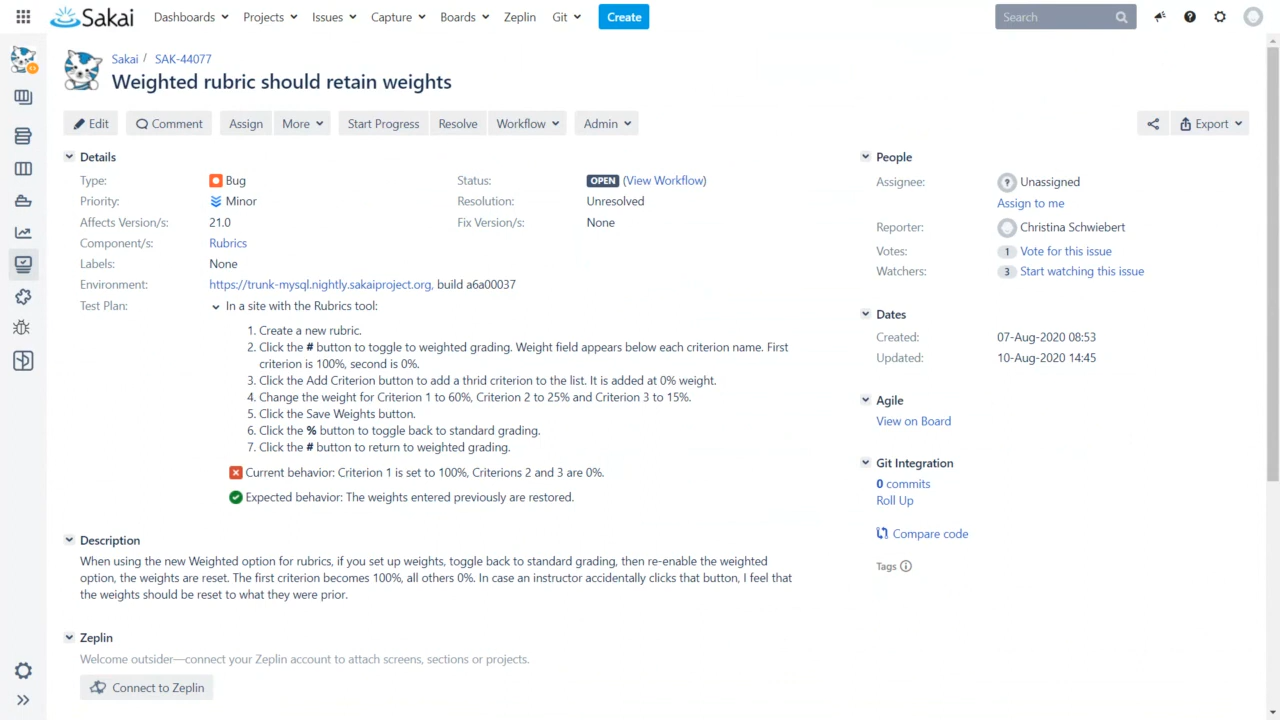 Sakai
Dashboards
Projects
Issues
Capture
Boards
Zeplin
Git
Create
Search
Sakai / SAK-44077
Weighted rubric should retain weights
Edit
Comment
Assign
More
Start Progress
Resolve
Workflow
Admin
Export
Details
Type: Bug
Status: OPEN (View Workflow)
Priority: Minor
Resolution: Unresolved
Affects Version/s: 21.0
Fix Version/s: None
Component/s: Rubrics
Labels: None
Environment: https://trunk-mysql.nightly.sakaiproject.org, build a6a00037
Test Plan: In a site with the Rubrics tool:
1. Create a new rubric.
2. Click the # button to toggle to weighted grading. Weight field appears below each criterion name. First
criterion is 100%, second is 0%.
3. Click the Add Criterion button to add a thrid criterion to the list. It is added at 0% weight.
4. Change the weight for Criterion 1 to 60%, Criterion 2 to 25% and Criterion 3 to 15%.
5. Click the Save Weights button.
6. Click the % button to toggle back to standard grading.
7. Click the # button to return to weighted grading.
Current behavior: Criterion 1 is set to 100%, Criterions 2 and 3 are 0%.
Expected behavior: The weights entered previously are restored.
Description
When using the new Weighted option for rubrics, if you set up weights, toggle back to standard grading, then re-enable the weighted
option, the weights are reset. The first criterion becomes 100%, all others 0%. In case an instructor accidentally clicks that button, I feel that
the weights should be reset to what they were prior.
Zeplin
Welcome outsider—connect your Zeplin account to attach screens, sections or projects.
Connect to Zeplin
People
Assignee: ? Unassigned
Assign to me
Reporter: Christina Schwiebert
Votes: 1 Vote for this issue
Watchers: 3 Start watching this issue
Dates
Created: 07-Aug-2020 08:53
Updated: 10-Aug-2020 14:45
Agile
View on Board
Git Integration
0 commits
Roll Up
Compare code
Tags